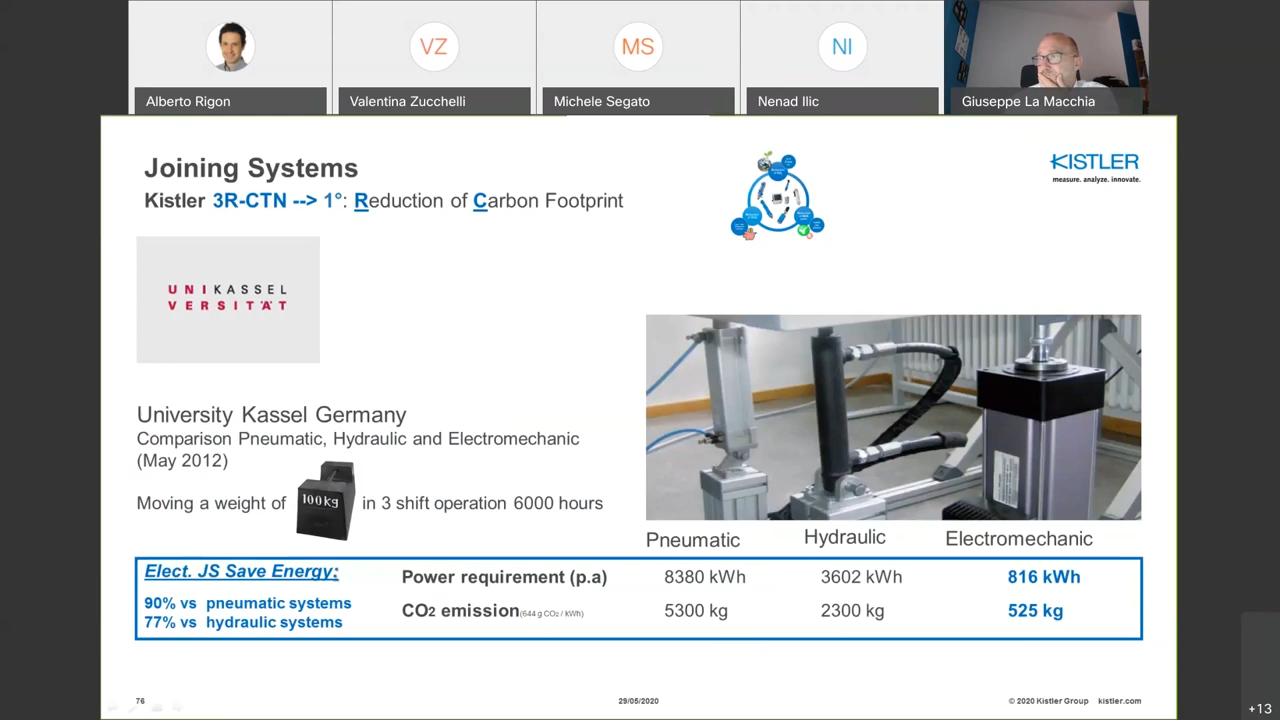 VZ
MS
NI
Alberto Rigon
Valentina Zucchelli
Michele Segato
Nenad Ilic
Giuseppe La Macchia
Joining Systems
Kistler 3R-CTN --> 1°: Reduction of Carbon Footprint
KISTLER
measure. analyze. innovate.
UNIKASSEL
VERSITÄT
University Kassel Germany
Comparison Pneumatic, Hydraulic and Electromechanic
(May 2012)
Moving a weight of 100kg in 3 shift operation 6000 hours
Pneumatic Hydraulic Electromechanic
Elect. JS Save Energy:
90% vs pneumatic systems
77% vs hydraulic systems
Power requirement (p.a) 8380 kWh 3602 kWh 816 kWh
CO2 emission(644 g CO2 / kWh) 5300 kg 2300 kg 525 kg
76
29/05/2020
© 2020 Kistler Group kistler.com
+13